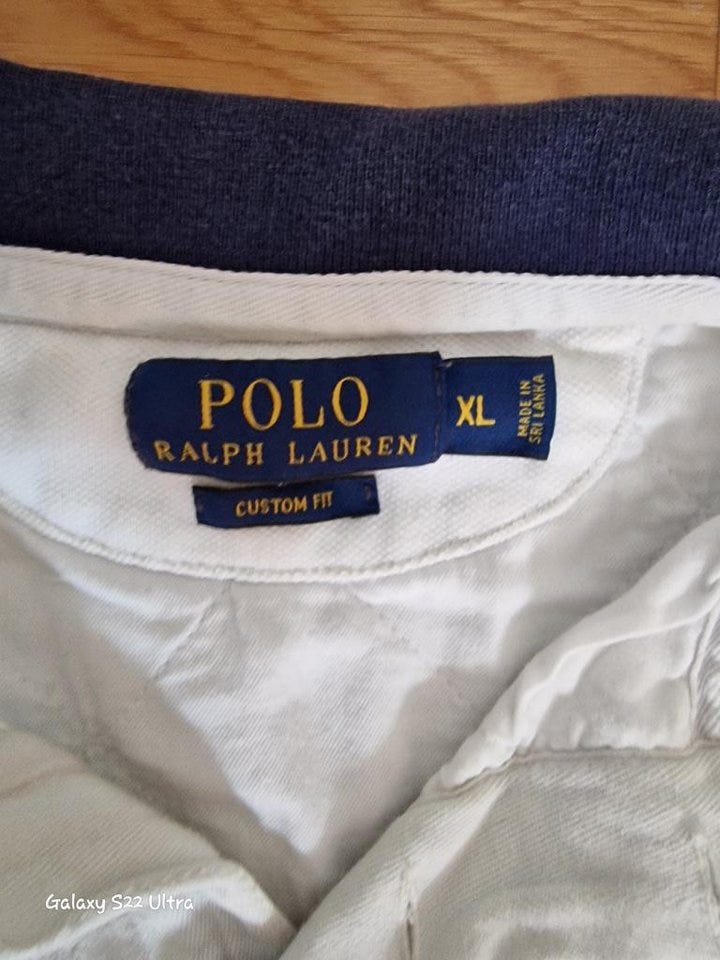 POLO
RALPH LAUREN
XL
MADE IN
SRI LANKA
CUSTOM FIT
Galaxy S22 Ultra